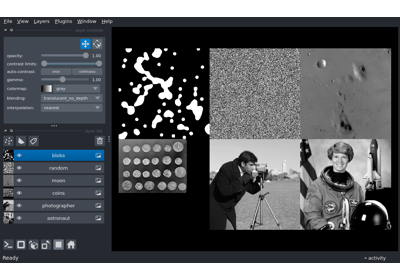 File View Layers Plugins Window Help
opacity: 1.00
contrast limits:
auto-contrast: once continuous
gamma: 1.00
colormap: gray
blending: translucent_no_depth
interpolation: nearest
blobs
random
moon
coins
photographer
astronaut
Ready
activity